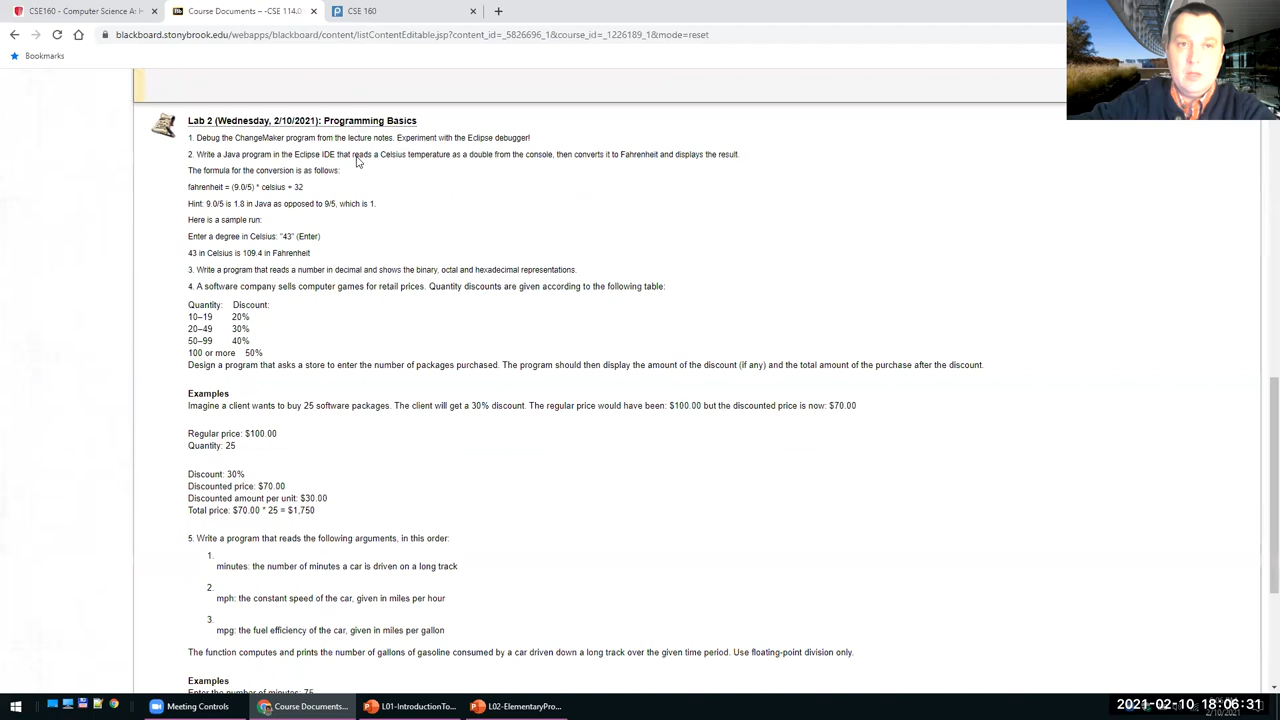 CSE160 - Computer Science A: H
Course Documents – -CSE 114.0
CSE 160
blackboard.stonybrook.edu/webapps/blackboard/content/listContentEditable.jsp?content_id=_5826696_1&course_id=_1226189_1&mode=reset
Bookmarks
Lab 2 (Wednesday, 2/10/2021): Programming Basics
1. Debug the ChangeMaker program from the lecture notes. Experiment with the Eclipse debugger!
2. Write a Java program in the Eclipse IDE that reads a Celsius temperature as a double from the console, then converts it to Fahrenheit and displays the result.
The formula for the conversion is as follows:
fahrenheit = (9.0/5) * celsius + 32
Hint: 9.0/5 is 1.8 in Java as opposed to 9/5, which is 1.
Here is a sample run:
Enter a degree in Celsius: "43" (Enter)
43 in Celsius is 109.4 in Fahrenheit
3. Write a program that reads a number in decimal and shows the binary, octal and hexadecimal representations.
4. A software company sells computer games for retail prices. Quantity discounts are given according to the following table:
Quantity: Discount:
10–19 20%
20–49 30%
50–99 40%
100 or more 50%
Design a program that asks a store to enter the number of packages purchased. The program should then display the amount of the discount (if any) and the total amount of the purchase after the discount.
Examples
Imagine a client wants to buy 25 software packages. The client will get a 30% discount. The regular price would have been: $100.00 but the discounted price is now: $70.00
Regular price: $100.00
Quantity: 25
Discount: 30%
Discounted price: $70.00
Discounted amount per unit: $30.00
Total price: $70.00 * 25 = $1,750
5. Write a program that reads the following arguments, in this order:
1.
minutes: the number of minutes a car is driven on a long track
2.
mph: the constant speed of the car, given in miles per hour
3.
mpg: the fuel efficiency of the car, given in miles per gallon
The function computes and prints the number of gallons of gasoline consumed by a car driven down a long track over the given time period. Use floating-point division only.
Examples
Enter the number of minutes: 75
Meeting Controls
Course Documents...
L01-IntroductionTo...
L02-ElementaryPro...
2021-02-10 18:06:31